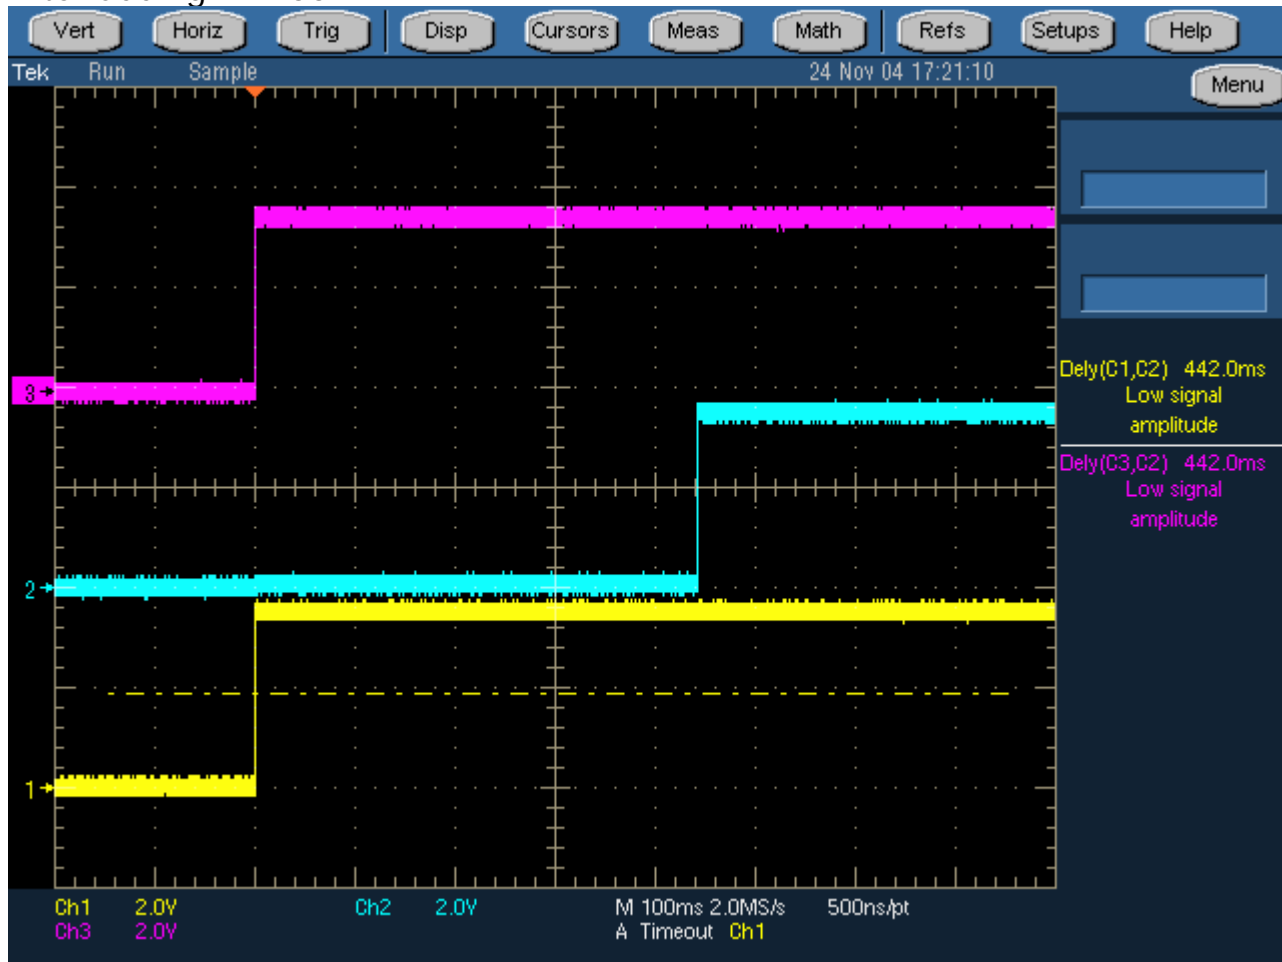 Vert Horiz Trig Disp Cursors Meas Math Refs Setups Help
Tek Run Sample 24 Nov 04 17:21:10
Menu
Dely(C1,C2) 442.0ms
Low signal
amplitude
3
Dely(C3,C2) 442.0ms
Low signal
amplitude
2
1
Ch1 2.0V Ch2 2.0V M 100ms 2.0MS/s 500ns/pt
Ch3 2.0V A Timeout Ch1